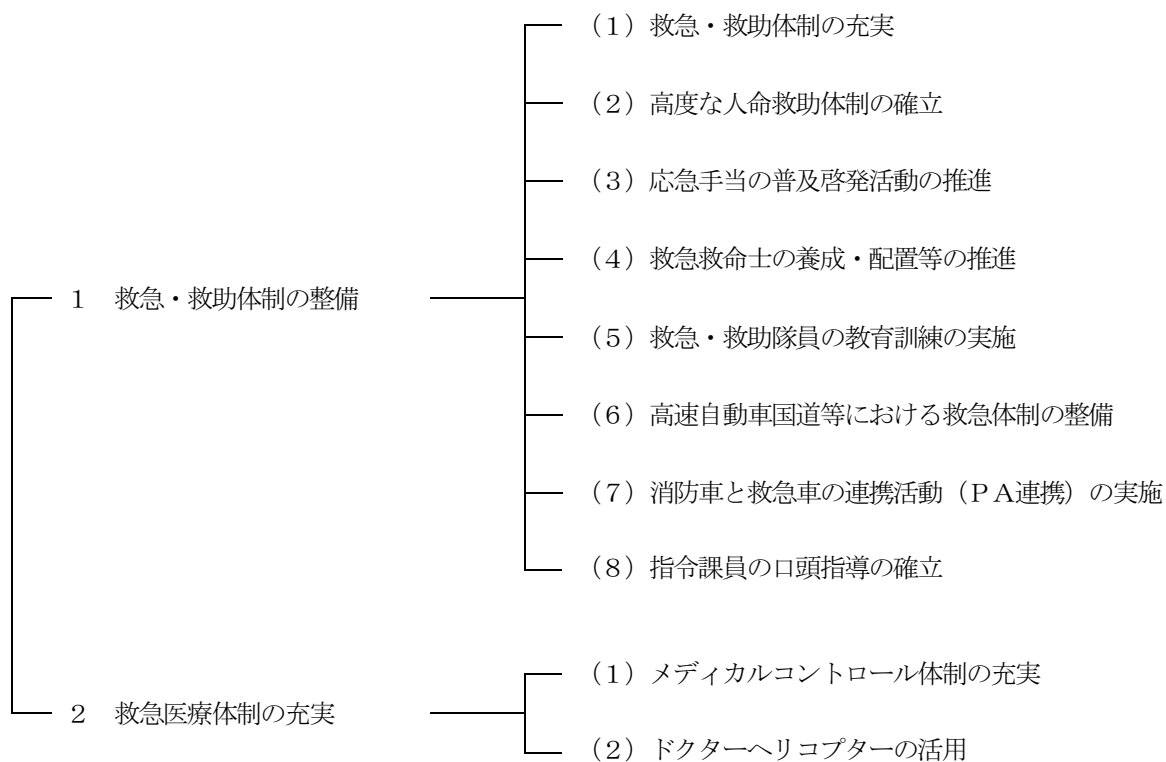 (1)救急・救助体制の充実
(2)高度な人命救助体制の確立
(3)応急手当の普及啓発活動の推進
(4)救急救命士の養成・配置等の推進
1 救急・救助体制の整備
(5)救急・救助隊員の教育訓練の実施
(6)高速自動車国道等における救急体制の整備
(7)消防車と救急車の連携活動(PA連携)の実施
(8)指令課員の口頭指導の確立
(1)メディカルコントロール体制の充実
2 救急医療体制の充実
(2)ドクターヘリコプターの活用